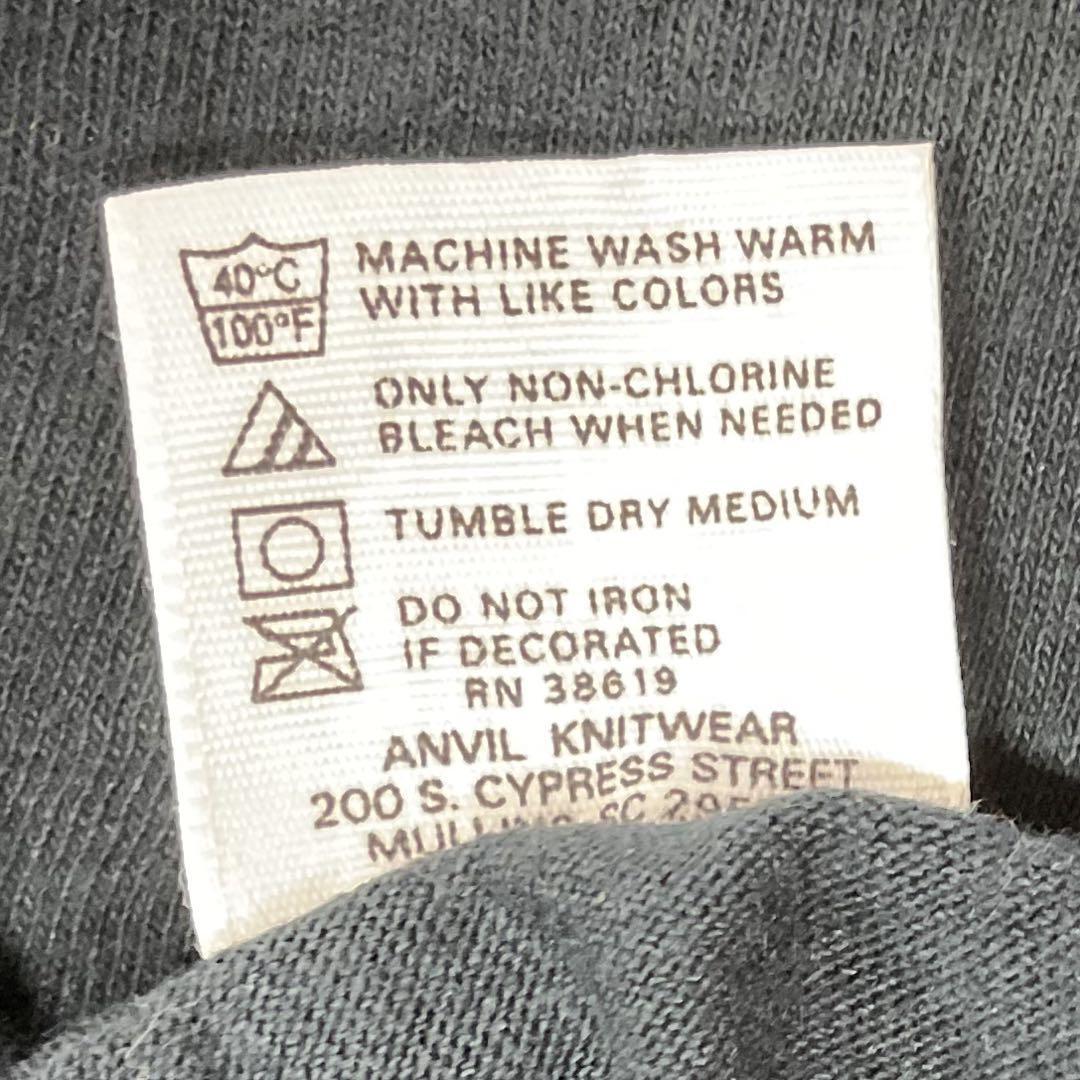 40°C
100°F
MACHINE WASH WARM
WITH LIKE COLORS
ONLY NON-CHLORINE
BLEACH WHEN NEEDED
TUMBLE DRY MEDIUM
DO NOT IRON
IF DECORATED
RN 38619
ANVIL KNITWEAR
200 S. CYPRESS STREET
SC